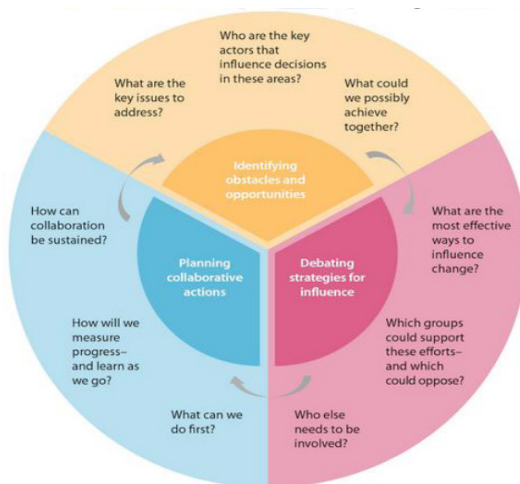 Who are the key
actors that
influence decisions
in these areas?
What are the
key issues to
address?
What could
we possibly
achieve
together?
Identifying
obstacles and
opportunities
How can
collaboration
be sustained?
What are the
most effective
ways to
influence
change?
Planning
collaborative
actions
Debating
strategies for
influence
How will we
measure
progress–
and learn as
we go?
Which groups
could support
these efforts–
and which
could oppose?
What can we
do first?
Who else
needs to be
involved?